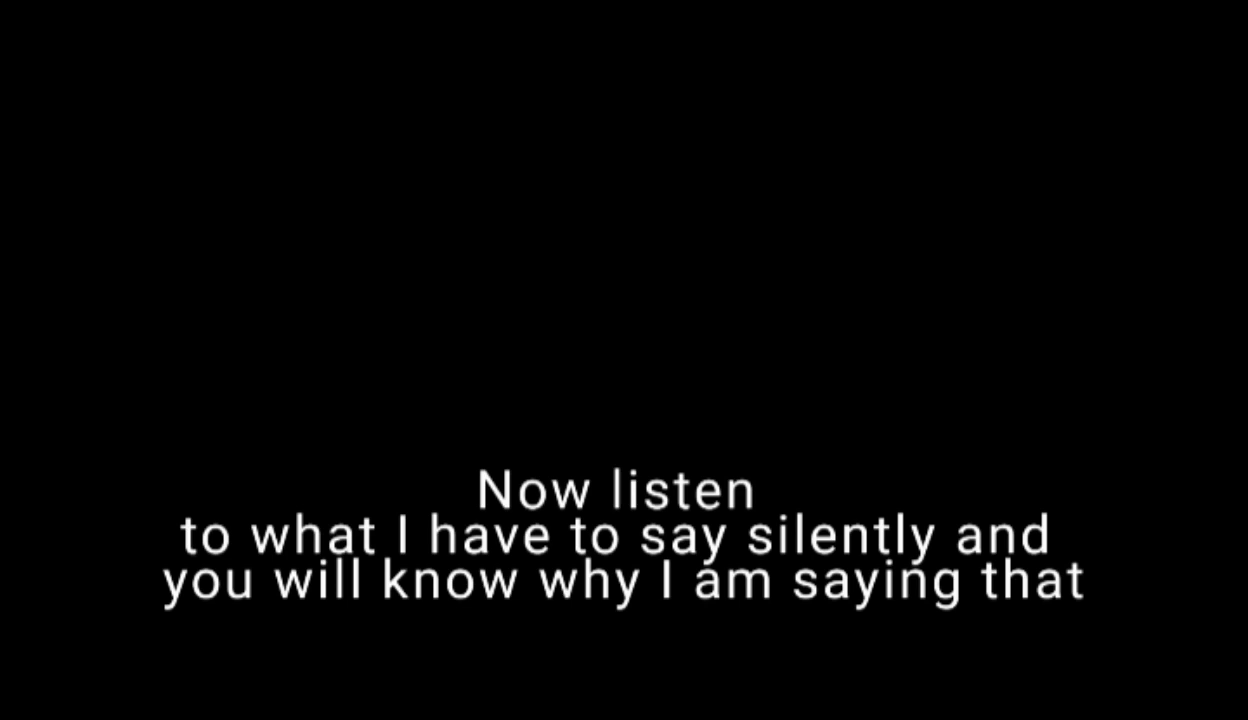 Now listen
to what I have to say silently and
you will know why I am saying that